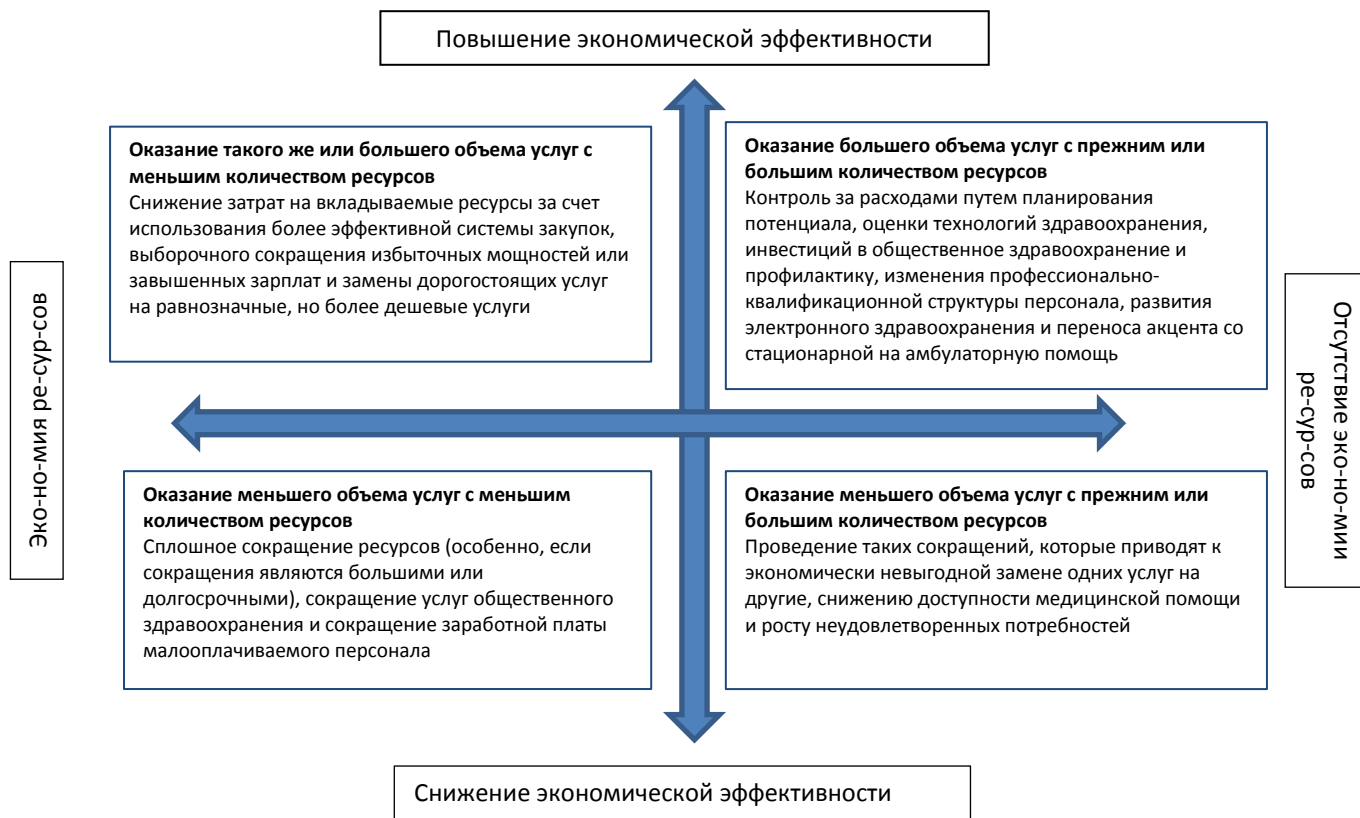 Повышение экономической эффективности
Оказание такого же или большего объема услуг с
меньшим количеством ресурсов
Снижение затрат на вкладываемые ресурсы за счет
использования более эффективной системы закупок,
выборочного сокращения избыточных мощностей или
завышенных зарплат и замены дорогостоящих услуг
на равнозначные, но более дешевые услуги
Оказание большего объема услуг с прежним или
большим количеством ресурсов
Контроль за расходами путем планирования
потенциала, оценки технологий здравоохранения,
инвестиций в общественное здравоохранение и
профилактику, изменения профессионально-
квалификационной структуры персонала, развития
электронного здравоохранения и переноса акцента со
стационарной на амбулаторную помощь
Эко-но-мия ре-сур-сов
Отсутствие эко-но-мии
ре-сур-сов
Оказание меньшего объема услуг с меньшим
количеством ресурсов
Сплошное сокращение ресурсов (особенно, если
сокращения являются большими или
долгосрочными), сокращение услуг общественного
здравоохранения и сокращение заработной платы
малооплачиваемого персонала
Оказание меньшего объема услуг с прежним или
большим количеством ресурсов
Проведение таких сокращений, которые приводят к
экономически невыгодной замене одних услуг на
другие, снижению доступности медицинской помощи
и росту неудовлетворенных потребностей
Снижение экономической эффективности